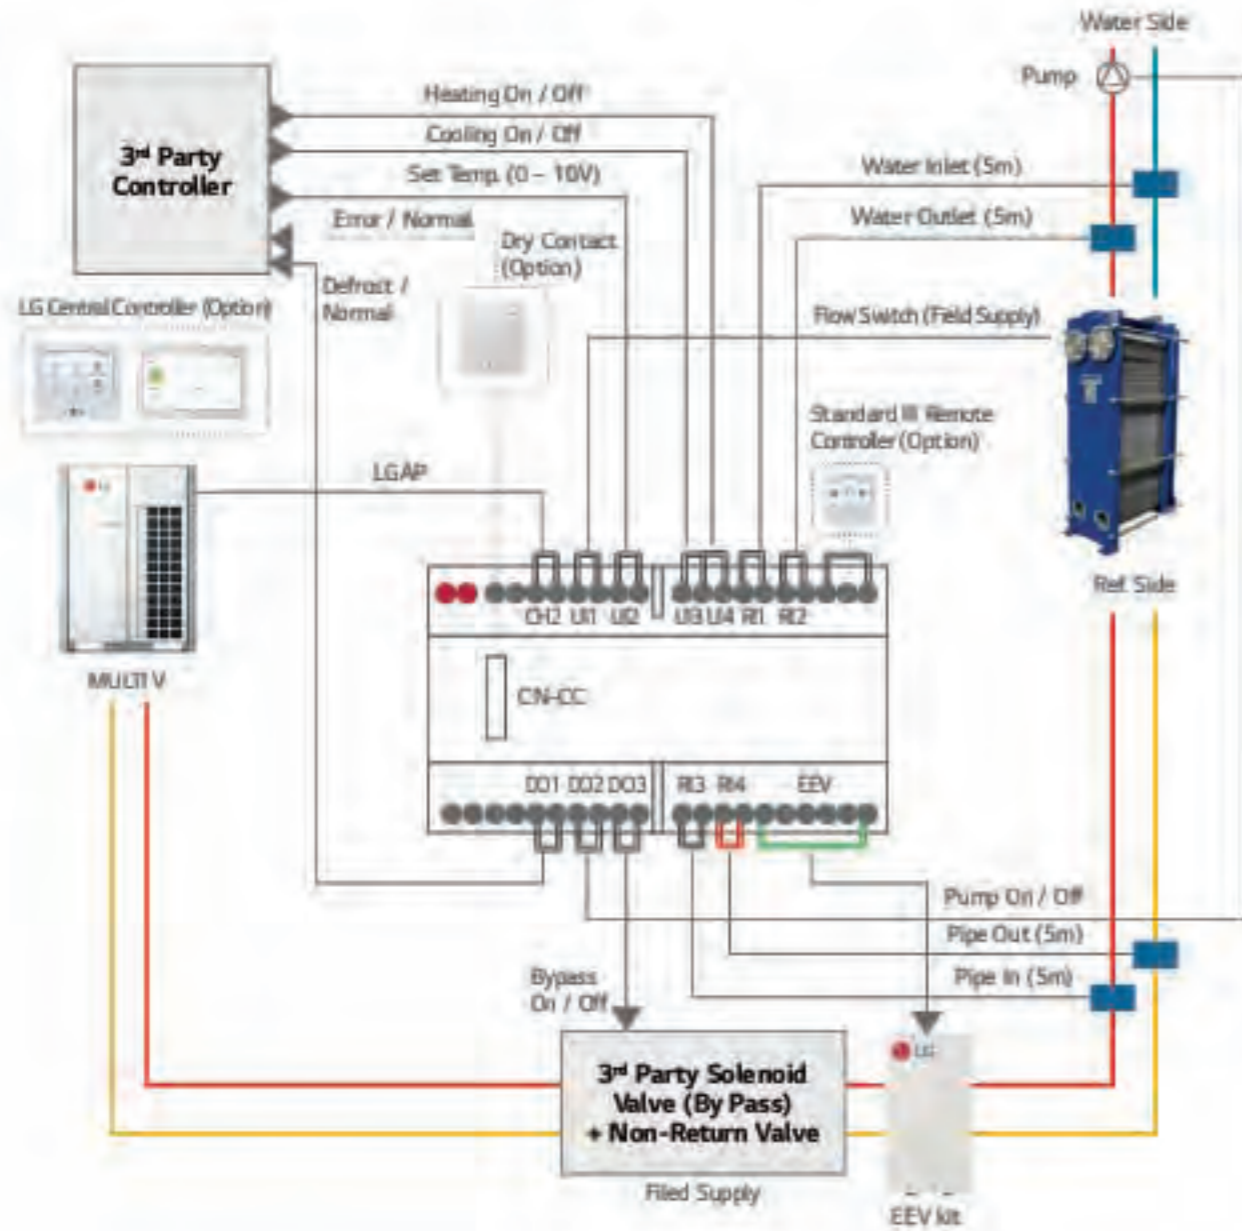 Water Side
Pump
Heating On / Off
3rd Party
Controller
Cooling On / Off
Set Temp. (0 – 10V)
Water Inlet (5m)
Water Outlet (5m)
Error / Normal
Dry Contact
(Option)
Defrost /
Normal
LG Central Controller (Option)
Flow Switch (Field Supply)
Standard III Remote
Controller (Option)
LGAP
LG
MULTI V
Ref. Side
CH2 UI1 UI2 UI3 UI4 RI1 RI2
CN-CC
DO1 DO2 DO3 RI3 RI4 EEV
Pump On / Off
Pipe Out (5m)
Pipe In (5m)
Bypass
On / Off
LG
3rd Party Solenoid
Valve (By Pass)
+ Non-Return Valve
Filed Supply
EEV kit